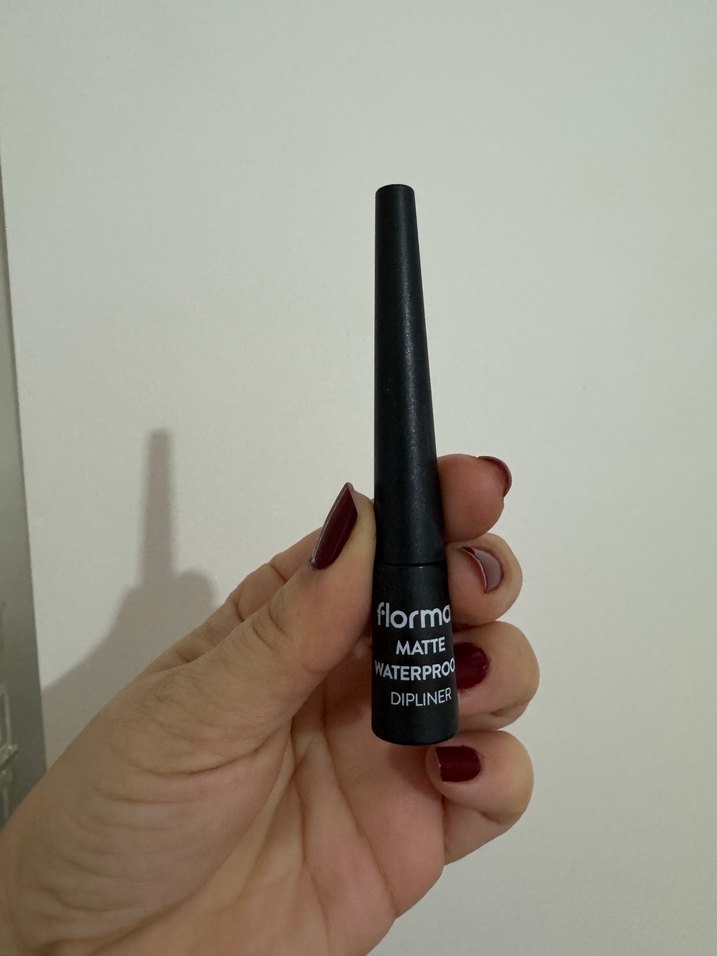 florma
MATTE
WATERPROO
DIPLINER